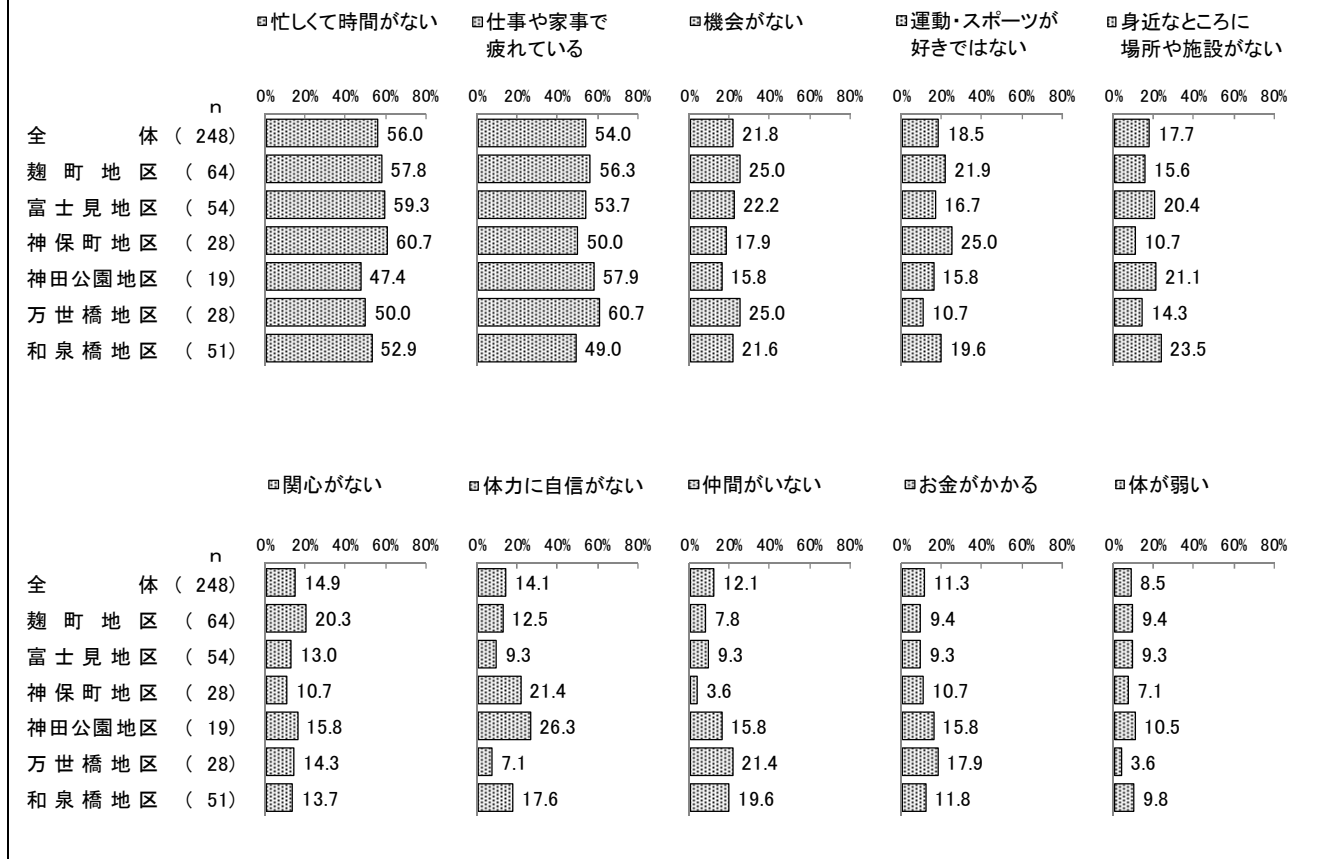 忙しくて時間がない 仕事や家事で 機会がない 運動・スポーツが 身近なところに
疲れている 好きではない 場所や施設がない
0% 20% 40% 60% 80% 0% 20% 40% 60% 80% 0% 20% 40% 60% 80% 0% 20% 40% 60% 80% 0% 20% 40% 60% 80%
n
全体 ( 248) 56.0 54.0 21.8 18.5 17.7
麹町地区 ( 64) 57.8 56.3 25.0 21.9 15.6
富士見地区 ( 54) 59.3 53.7 22.2 16.7 20.4
神保町地区 ( 28) 60.7 50.0 17.9 25.0 10.7
神田公園地区 ( 19) 47.4 57.9 15.8 15.8 21.1
万世橋地区 ( 28) 50.0 60.7 25.0 10.7 14.3
和泉橋地区 ( 51) 52.9 49.0 21.6 19.6 23.5
関心がない 体力に自信がない 仲間がいない お金がかかる 体が弱い
0% 20% 40% 60% 80% 0% 20% 40% 60% 80% 0% 20% 40% 60% 80% 0% 20% 40% 60% 80% 0% 20% 40% 60% 80%
n
全体 ( 248) 14.9 14.1 12.1 11.3 8.5
麹町地区 ( 64) 20.3 12.5 7.8 9.4 9.4
富士見地区 ( 54) 13.0 9.3 9.3 9.3 9.3
神保町地区 ( 28) 10.7 21.4 3.6 10.7 7.1
神田公園地区 ( 19) 15.8 26.3 15.8 15.8 10.5
万世橋地区 ( 28) 14.3 7.1 21.4 17.9 3.6
和泉橋地区 ( 51) 13.7 17.6 19.6 11.8 9.8